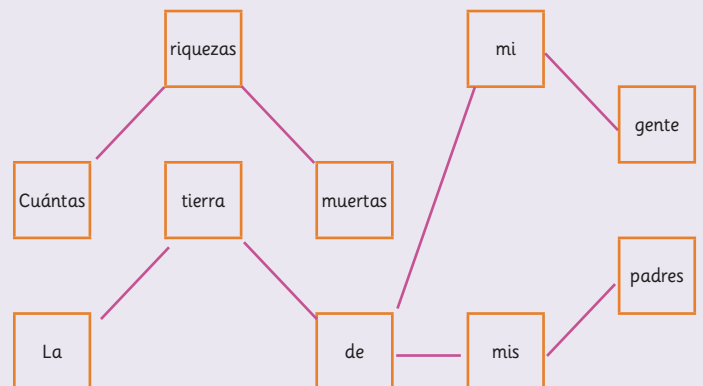 riquezas
mi
gente
Cuántas
tierra
muertas
padres
La
de
mis